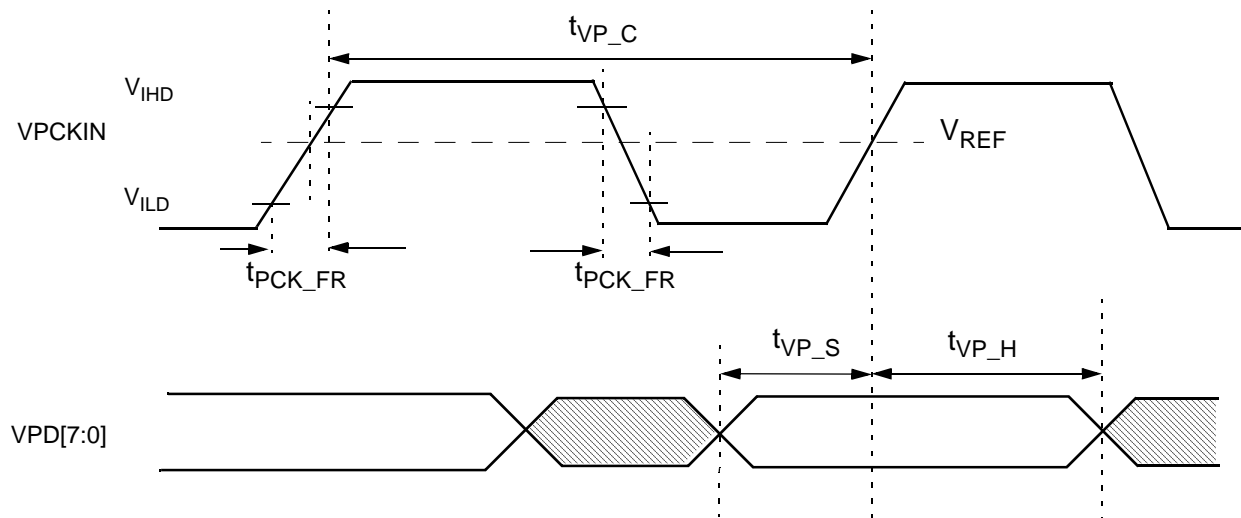 tVP_C
VIHD
VPCKIN
VREF
VILD
tPCK_FR
tPCK_FR
tVP_S
tVP_H
VPD[7:0]